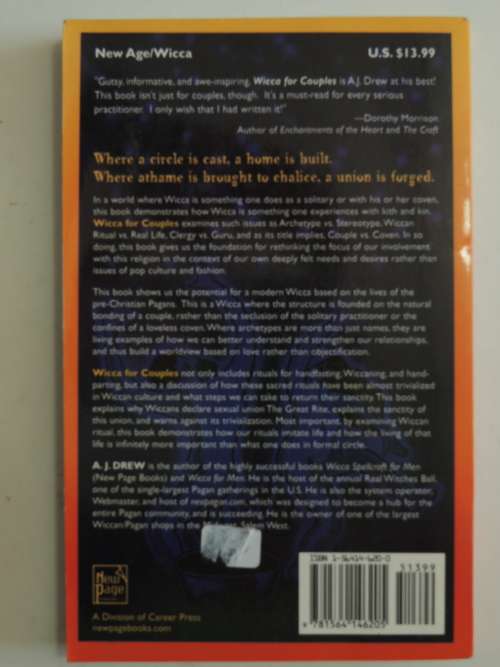 New Age/Wicca
U.S. $13.99
"Gutsy, informative, and awe-inspiring, Wicca for Couples is A.J. Drew at his best!
This book isn't just for couples, though. It's a must-read for every serious
practitioner. I only wish that I had written it!"
—Dorothy Morrison
Author of Enchantments of the Heart and The Craft
Where a circle is cast, a home is built.
Where athame is brought to chalice, a union is forged.
In a world where Wicca is something one does as a solitary or with his or her coven,
this book demonstrates how Wicca is something one experiences with kith and kin.
Wicca for Couples examines such issues as Archetype vs. Stereotype, Wiccan
Ritual vs. Real Life, Clergy vs. Guru, and as its title implies, Couple vs. Coven. In so
doing, this book gives us the foundation for rethinking the focus of our involvement
with this religion in the context of our own deeply felt needs and desires rather than
issues of pop culture and fashion.
This book shows us the potential for a modern Wicca based on the lives of the
pre-Christian Pagans. This is a Wicca where the structure is founded on the natural
bonding of a couple, rather than the seclusion of the solitary practitioner or the
confines of a loveless coven. Where archetypes are more than just names, they are
living examples of how we can better understand and strengthen our relationships,
and thus build a worldview based on love rather than objectification.
Wicca for Couples not only includes rituals for handfasting, Wiccaning, and hand-
parting, but also a discussion of how these sacred rituals have been almost trivialized
in Wiccan culture and what steps we can take to return their sanctity. This book
explains why Wiccans declare sexual union The Great Rite, explains the sanctity of
this union, and warns against its trivialization. Most important, by examining Wiccan
ritual, this book demonstrates how our rituals imitate life and how the living of that
life is infinitely more important than what one does in formal circle.
A. J. DREW is the author of the highly successful books Wicca Spellcraft for Men
(New Page Books) and Wicca for Men. He is the host of the annual Real Witches Ball,
one of the single-largest Pagan gatherings in the U.S. He is also the system operator,
Webmaster, and host of neopagan.com, which was designed to become a hub for the
entire Pagan community, and is succeeding. He is the owner of one of the largest
Wiccan/Pagan shops in the Midwest, Salem West.
New
Page
A Division of Career Press
newpagebooks.com
ISBN 1-56414-620-0
51399
9 781564 146205